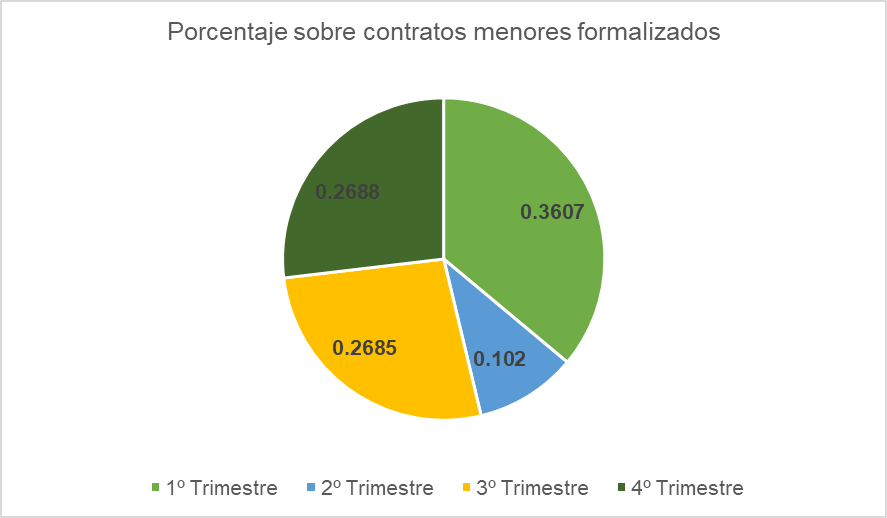 Porcentaje sobre contratos menores formalizados
0.2688
0.3607
0.2685
0.102
1º Trimestre 2º Trimestre 3º Trimestre 4º Trimestre